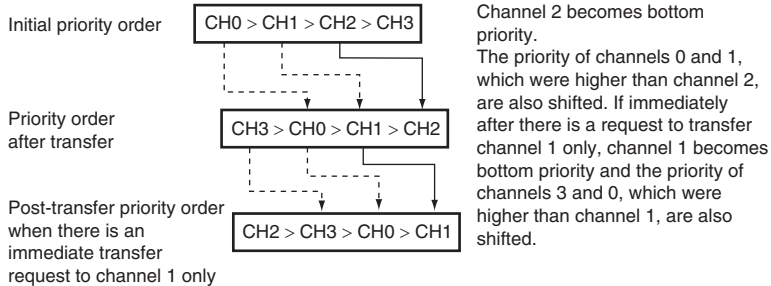 Initial priority order
CH0 > CH1 > CH2 > CH3
Priority order
after transfer
CH3 > CH0 > CH1 > CH2
Post-transfer priority order
when there is an
immediate transfer
request to channel 1 only
CH2 > CH3 > CH0 > CH1
Channel 2 becomes bottom
priority.
The priority of channels 0 and 1,
which were higher than channel 2,
are also shifted. If immediately
after there is a request to transfer
channel 1 only, channel 1 becomes
bottom priority and the priority of
channels 3 and 0, which were
higher than channel 1, are also
shifted.